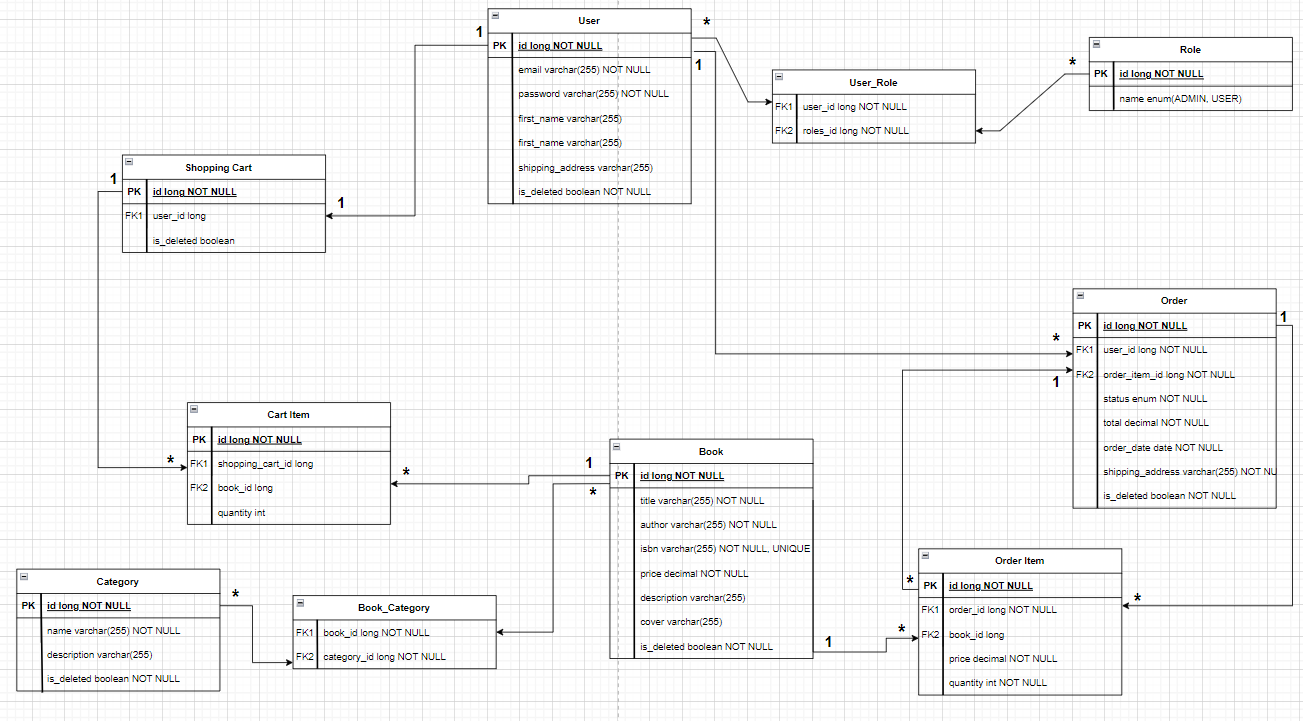 User
PK id long NOT NULL
email varchar(255) NOT NULL
password varchar(255) NOT NULL
first_name varchar(255)
first_name varchar(255)
shipping_address varchar(255)
is_deleted boolean NOT NULL
1
*
1
User_Role
FK1 user_id long NOT NULL
FK2 roles_id long NOT NULL
*
Role
PK id long NOT NULL
name enum(ADMIN, USER)
Shopping Cart
PK id long NOT NULL
FK1 user_id long
is_deleted boolean
1
1
Order
PK id long NOT NULL
FK1 user_id long NOT NULL
FK2 order_item_id long NOT NULL
status enum NOT NULL
total decimal NOT NULL
order_date date NOT NULL
shipping_address varchar(255) NOT NU
is_deleted boolean NOT NULL
1
*
1
Cart Item
PK id long NOT NULL
FK1 shopping_cart_id long
FK2 book_id long
quantity int
*
*
Book
PK id long NOT NULL
title varchar(255) NOT NULL
author varchar(255) NOT NULL
isbn varchar(255) NOT NULL, UNIQUE
price decimal NOT NULL
description varchar(255)
cover varchar(255)
is_deleted boolean NOT NULL
1
*
1
Category
PK id long NOT NULL
name varchar(255) NOT NULL
description varchar(255)
is_deleted boolean NOT NULL
*
Book_Category
FK1 book_id long NOT NULL
FK2 category_id long NOT NULL
Order Item
PK id long NOT NULL
FK1 order_id long NOT NULL
FK2 book_id long
price decimal NOT NULL
quantity int NOT NULL
*
*
*